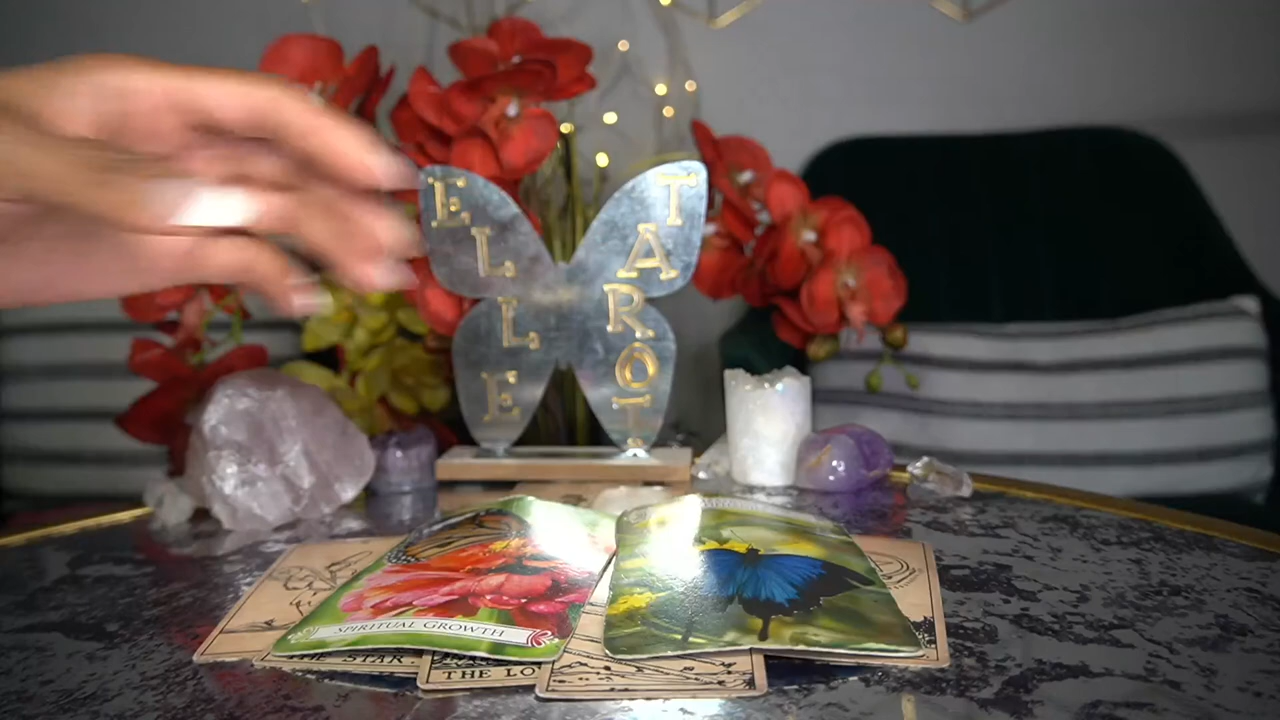 ELLE
TAROT
SPIRITUAL GROWTH
THE STAR.
THE LO